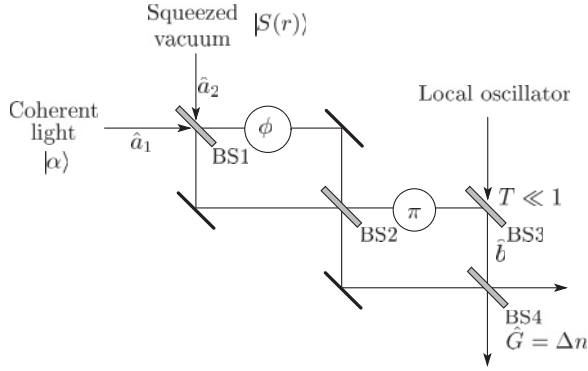 Squeezed
vacuum
|S(r)⟩
â₂
Coherent
light
|α⟩
â₁
BS1
ϕ
Local oscillator
BS2
π
T ≪ 1
BS3
b̂
BS4
Ĝ = Δn